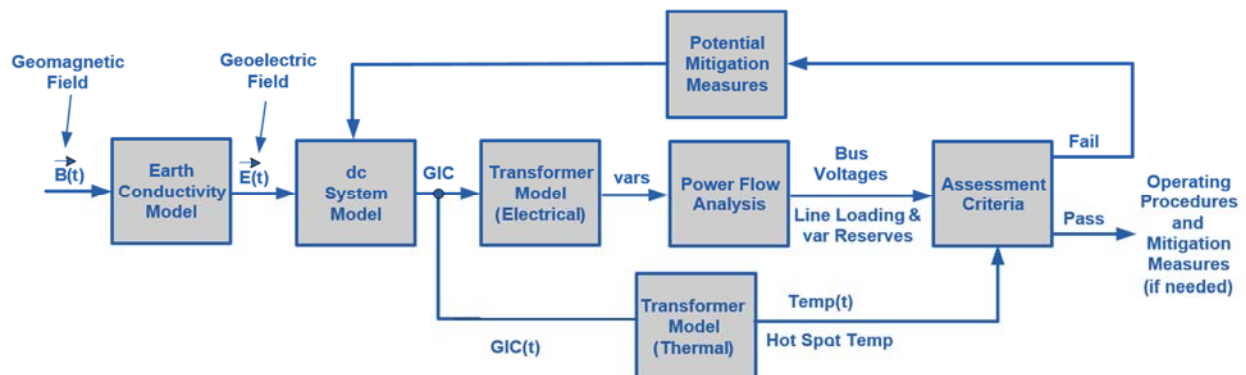 Geomagnetic
Field
Geoelectric
Field
Potential
Mitigation
Measures
B(t)
Earth
Conductivity
Model
E(t)
dc
System
Model
GIC
Transformer
Model
(Electrical)
vars
Power Flow
Analysis
Bus
Voltages
Line Loading &
var Reserves
Assessment
Criteria
Fail
Pass
Operating
Procedures
and
Mitigation
Measures
(if needed)
GIC(t)
Transformer
Model
(Thermal)
Temp(t)
Hot Spot Temp